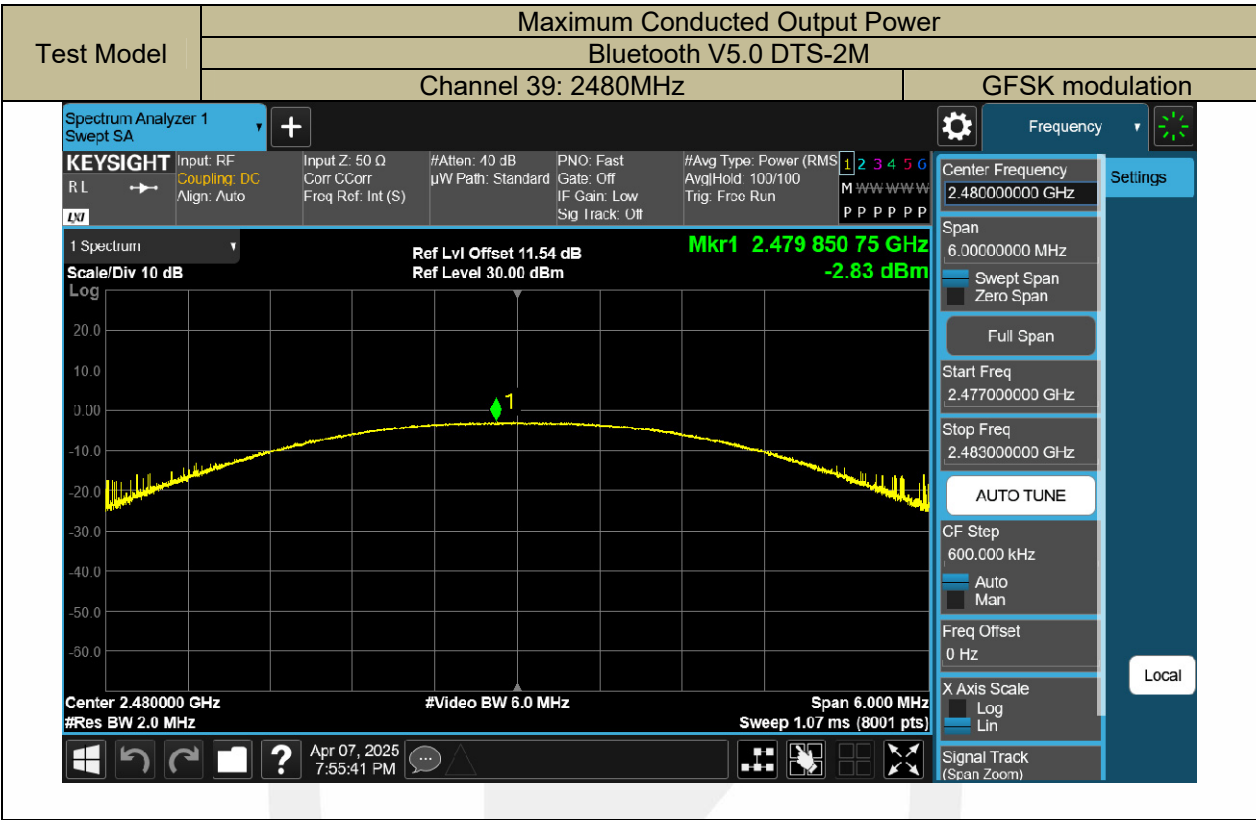 Test Model
Maximum Conducted Output Power
Bluetooth V5.0 DTS-2M
Channel 39: 2480MHz
GFSK modulation
Spectrum Analyzer 1
Swept SA
+
Frequency
KEYSIGHT
RL
LXI
Input: RF
Coupling: DC
Align: Auto
Input Z: 50 Ω
Corr CCorr
Freq Ref: Int (S)
#Atten: 40 dB
µW Path: Standard
PNO: Fast
Gate: Off
IF Gain: Low
Sig Track: Off
#Avg Type: Power (RMS
Avg|Hold: 100/100
Trig: Free Run
1 2 3 4 5 6
M W W W W W
P P P P P P
1 Spectrum
Scale/Div 10 dB
Log
Ref Lvl Offset 11.54 dB
Ref Level 30.00 dBm
Mkr1 2.479 850 75 GHz
-2.83 dBm
20.0
10.0
0.00
-10.0
-20.0
-30.0
-40.0
-50.0
-60.0
1
Center 2.480000 GHz
#Res BW 2.0 MHz
#Video BW 6.0 MHz
Span 6.000 MHz
Sweep 1.07 ms (8001 pts)
?
Apr 07, 2025
7:55:41 PM
Center Frequency
2.480000000 GHz
Settings
Span
6.00000000 MHz
Swept Span
Zero Span
Full Span
Start Freq
2.477000000 GHz
Stop Freq
2.483000000 GHz
AUTO TUNE
CF Step
600.000 kHz
Auto
Man
Freq Offset
0 Hz
X Axis Scale
Log
Lin
Signal Track
(Span Zoom)
Local